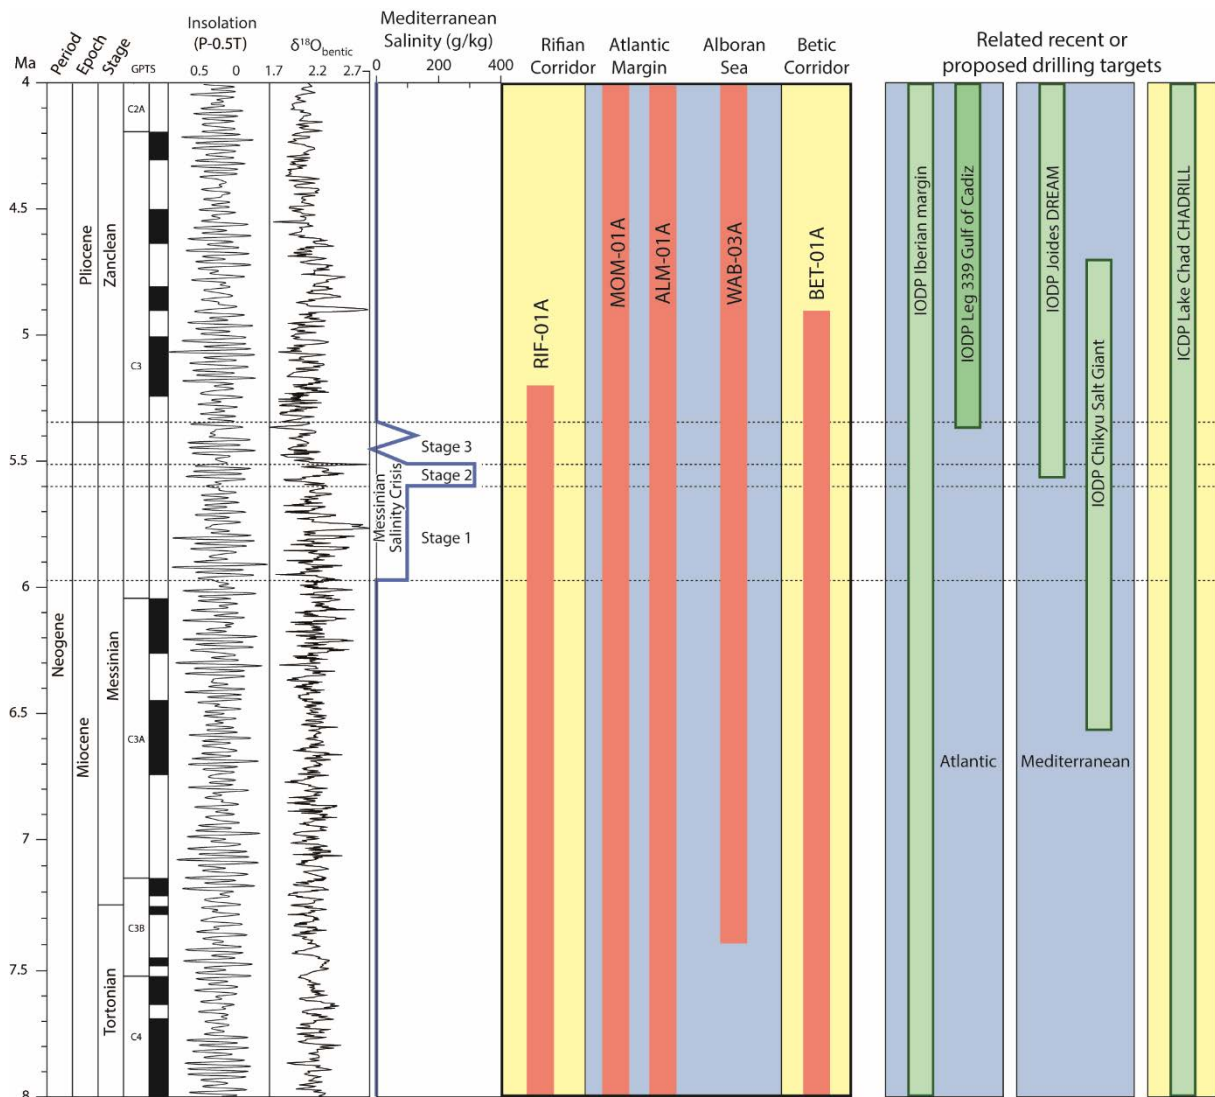 Insolation
(P-0.5T)
δ18Obentic
Mediterranean
Salinity (g/kg)
Rifian
Corridor
Atlantic
Margin
Alboran
Sea
Betic
Corridor
Related recent or
proposed drilling targets
Ma
Period
Epoch
Stage
GPTS
0.5 0
1.7 2.2 2.7
0 200 400
4
4.5
5
5.5
6
6.5
7
7.5
8
Neogene
Pliocene
Miocene
Zanclean
Messinian
Tortonian
C2A
C3
C3A
C3B
C4
Messinian
Salinity Crisis
Stage 3
Stage 2
Stage 1
RIF-01A
MOM-01A
ALM-01A
WAB-03A
BET-01A
IODP Iberian margin
IODP Leg 339 Gulf of Cadiz
IODP Joides DREAM
IODP Chikyu Salt Giant
ICDP Lake Chad CHADRILL
Atlantic
Mediterranean